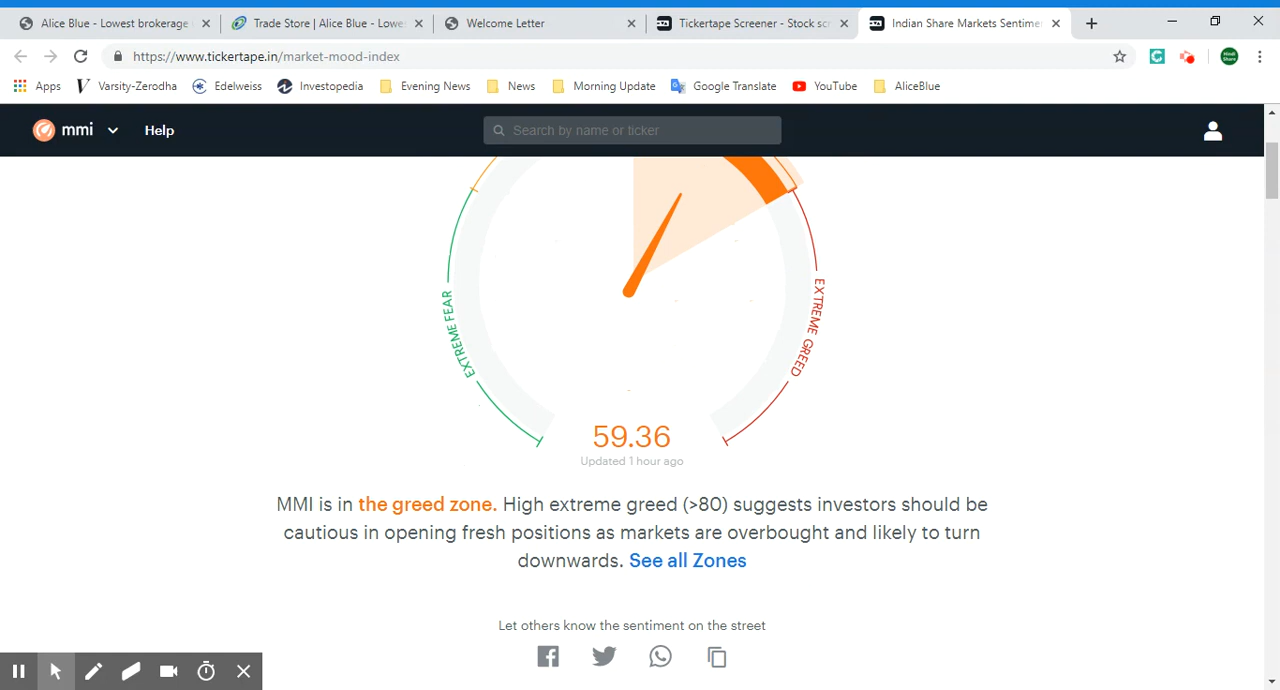 Alice Blue - Lowest brokerage
Trade Store | Alice Blue - Lowe
Welcome Letter
Tickertape Screener - Stock scr
Indian Share Markets Sentime
https://www.tickertape.in/market-mood-index
Apps
Varsity-Zerodha
Edelweiss
Investopedia
Evening News
News
Morning Update
Google Translate
YouTube
AliceBlue
mmi
Help
Search by name or ticker
EXTREME FEAR
EXTREME GREED
59.36
Updated 1 hour ago
MMI is in the greed zone. High extreme greed (>80) suggests investors should be
cautious in opening fresh positions as markets are overbought and likely to turn
downwards. See all Zones
Let others know the sentiment on the street